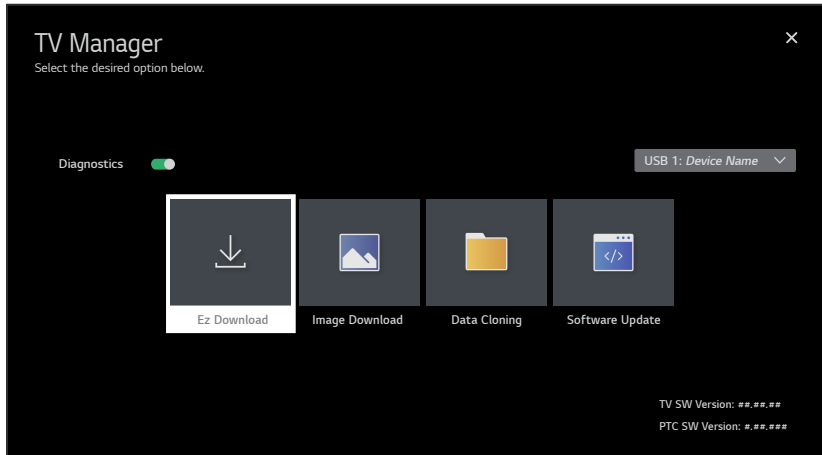 TV Manager
Select the desired option below.
Diagnostics
USB 1: Device Name
Ez Download
Image Download
Data Cloning
Software Update
TV SW Version: ##.##.##
PTC SW Version: #.##.###